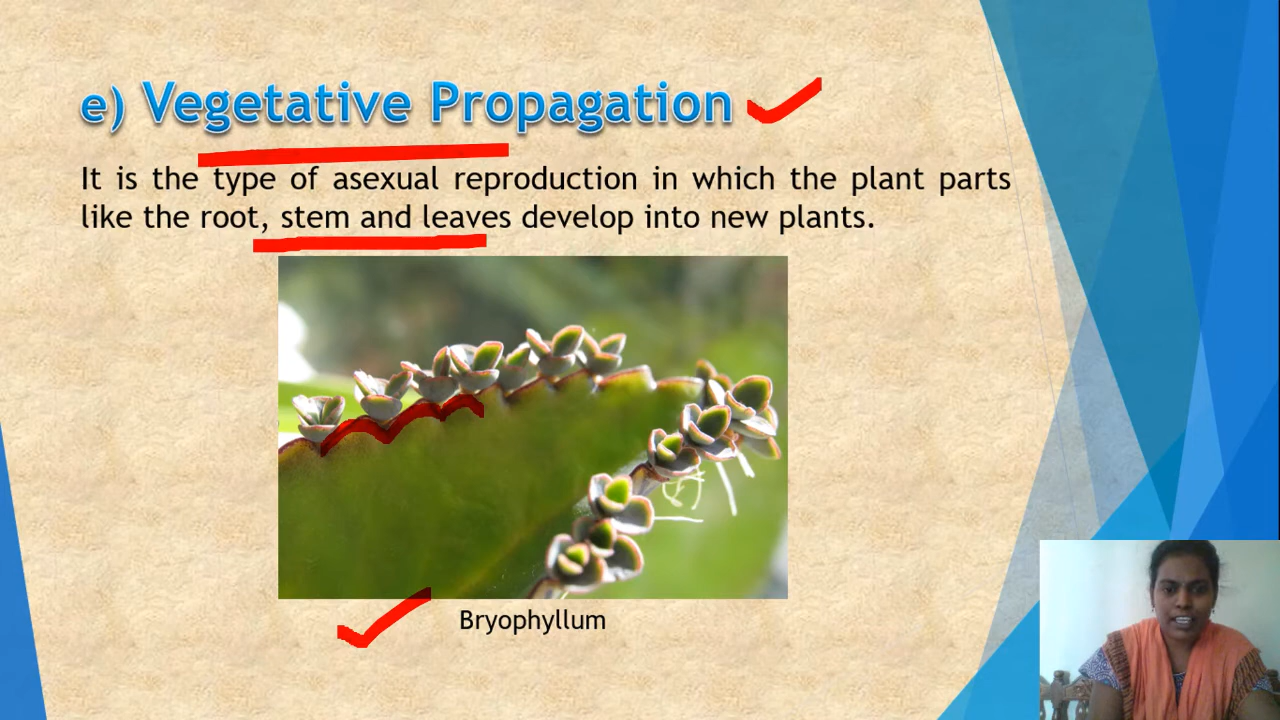 e) Vegetative Propagation
It is the type of asexual reproduction in which the plant parts
like the root, stem and leaves develop into new plants.
Bryophyllum